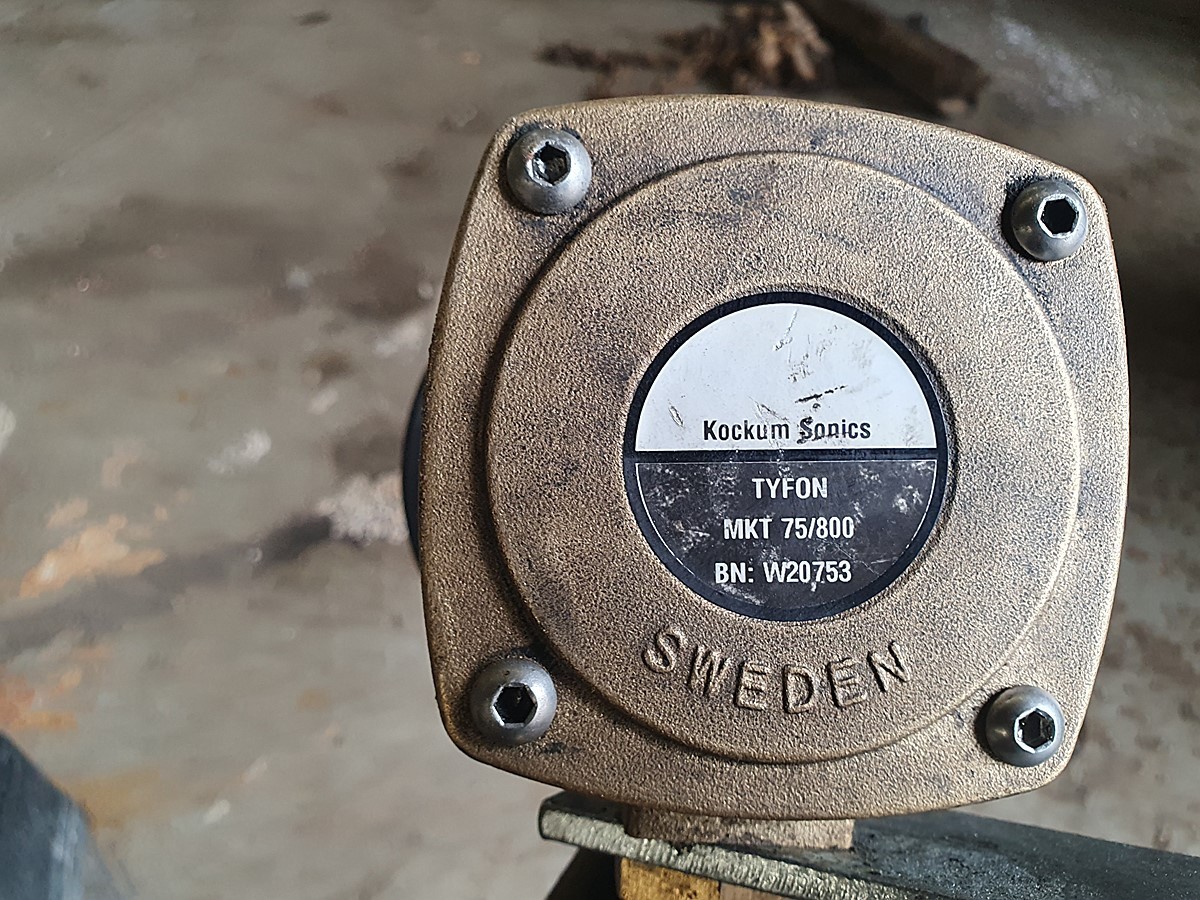 Kockum Sonics
TYFON
MKT 75/800
BN: W20753
SWEDEN